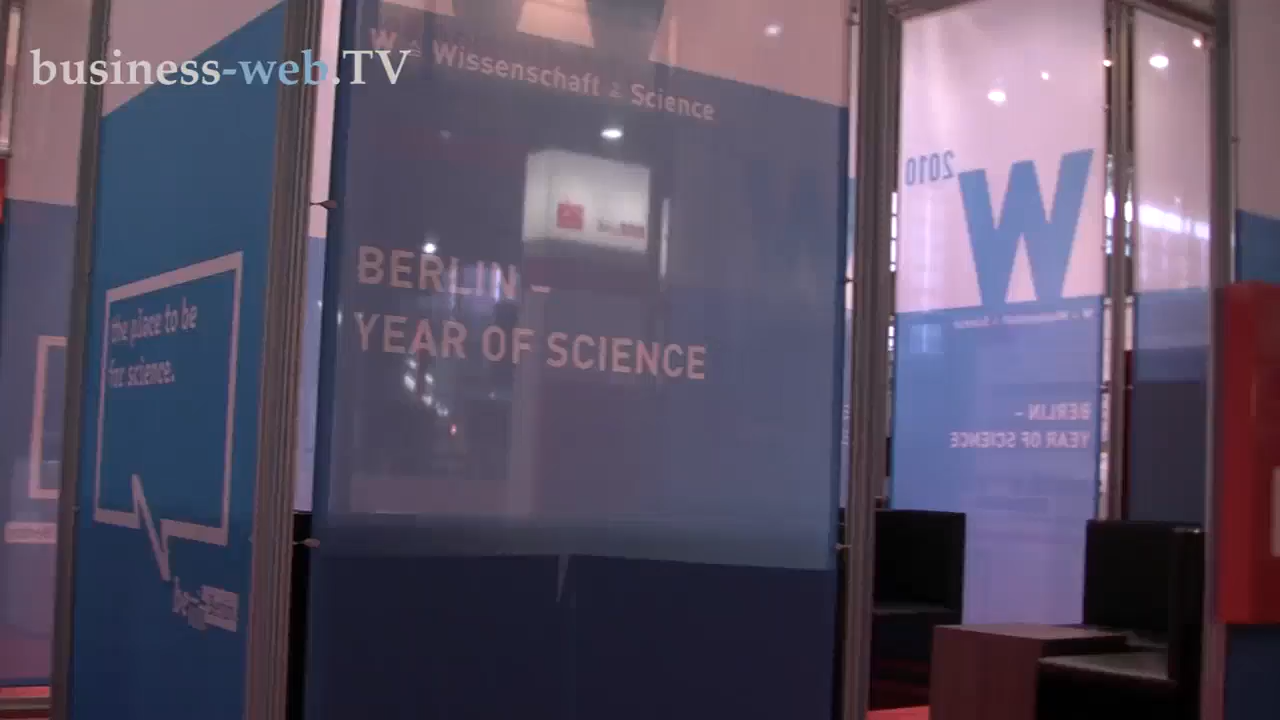 business-web.TV
Wissenschaft & Science
BERLIN –
YEAR OF SCIENCE
the place to be
for science.
2010
W
BERLIN –
YEAR OF SCIENCE